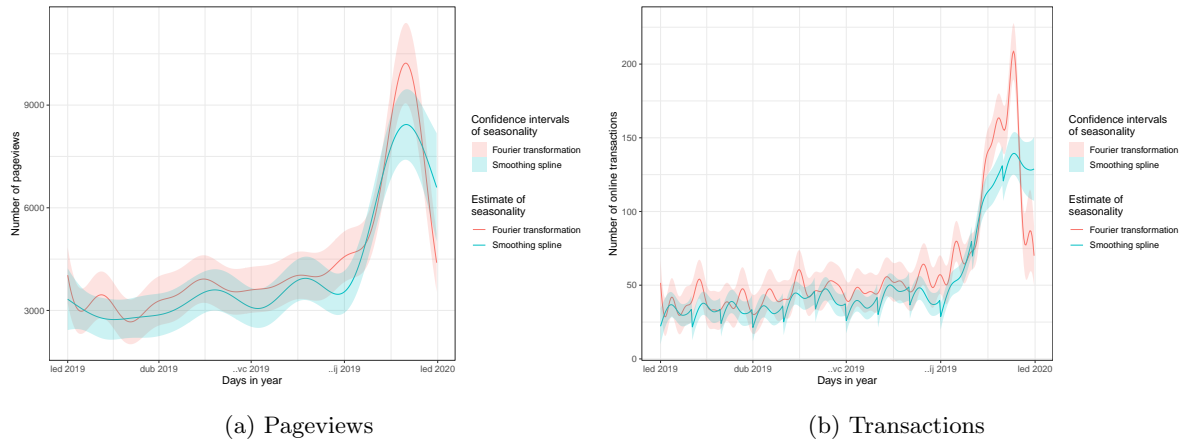 Number of pageviews
9000
6000
3000
led 2019
dub 2019
..vc 2019
..ij 2019
led 2020
Days in year
Confidence intervals
of seasonality
Fourier transformation
Smoothing spline
Estimate of
seasonality
Fourier transformation
Smoothing spline
(a) Pageviews
Number of online transactions
200
150
100
50
0
led 2019
dub 2019
..vc 2019
..ij 2019
led 2020
Days in year
Confidence intervals
of seasonality
Fourier transformation
Smoothing spline
Estimate of
seasonality
Fourier transformation
Smoothing spline
(b) Transactions